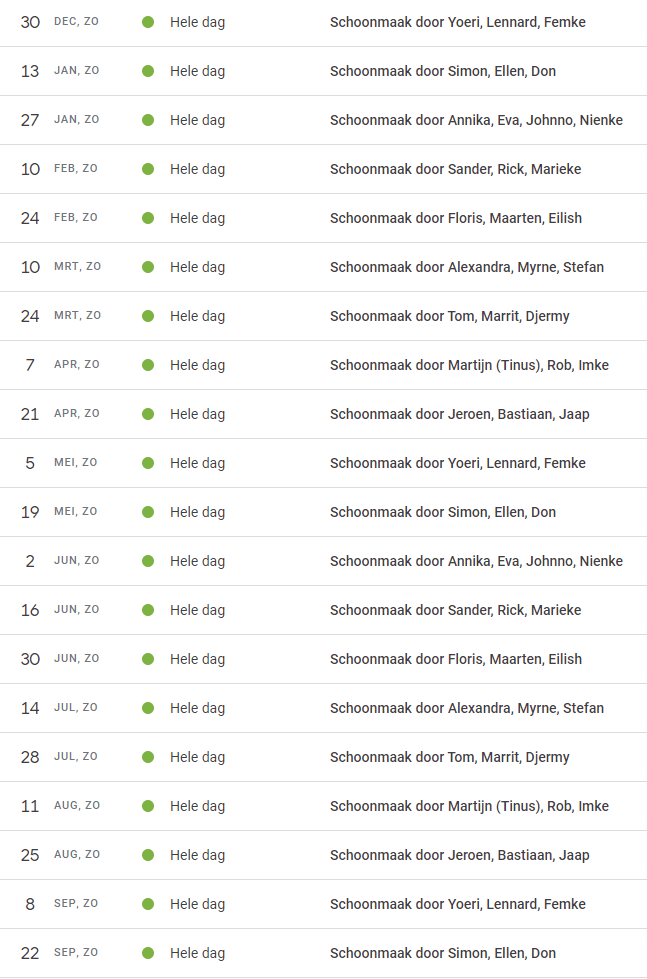 30 DEC, ZO Hele dag Schoonmaak door Yoeri, Lennard, Femke
13 JAN, ZO Hele dag Schoonmaak door Simon, Ellen, Don
27 JAN, ZO Hele dag Schoonmaak door Annika, Eva, Johnno, Nienke
10 FEB, ZO Hele dag Schoonmaak door Sander, Rick, Marieke
24 FEB, ZO Hele dag Schoonmaak door Floris, Maarten, Eilish
10 MRT, ZO Hele dag Schoonmaak door Alexandra, Myrne, Stefan
24 MRT, ZO Hele dag Schoonmaak door Tom, Marrit, Djermy
7 APR, ZO Hele dag Schoonmaak door Martijn (Tinus), Rob, Imke
21 APR, ZO Hele dag Schoonmaak door Jeroen, Bastiaan, Jaap
5 MEI, ZO Hele dag Schoonmaak door Yoeri, Lennard, Femke
19 MEI, ZO Hele dag Schoonmaak door Simon, Ellen, Don
2 JUN, ZO Hele dag Schoonmaak door Annika, Eva, Johnno, Nienke
16 JUN, ZO Hele dag Schoonmaak door Sander, Rick, Marieke
30 JUN, ZO Hele dag Schoonmaak door Floris, Maarten, Eilish
14 JUL, ZO Hele dag Schoonmaak door Alexandra, Myrne, Stefan
28 JUL, ZO Hele dag Schoonmaak door Tom, Marrit, Djermy
11 AUG, ZO Hele dag Schoonmaak door Martijn (Tinus), Rob, Imke
25 AUG, ZO Hele dag Schoonmaak door Jeroen, Bastiaan, Jaap
8 SEP, ZO Hele dag Schoonmaak door Yoeri, Lennard, Femke
22 SEP, ZO Hele dag Schoonmaak door Simon, Ellen, Don